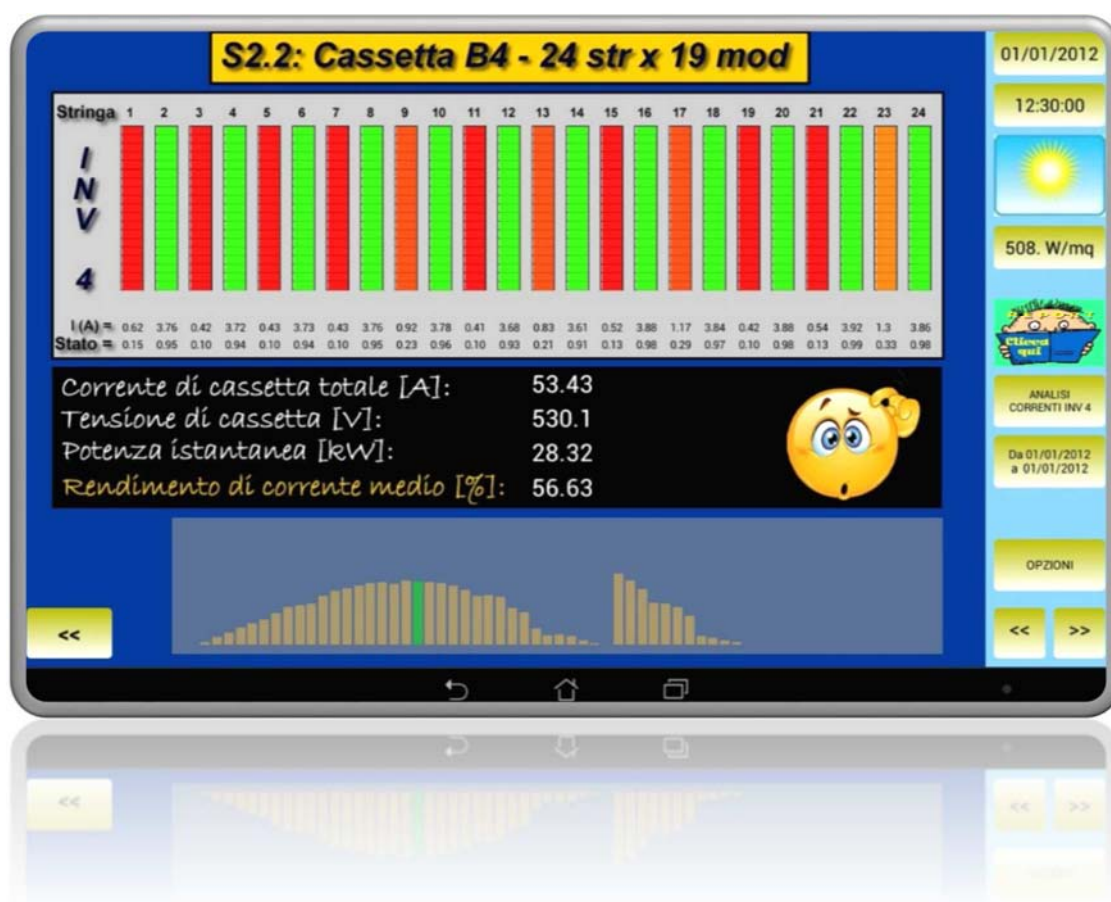 S2.2: Cassetta B4 - 24 str x 19 mod
Stringa 1 2 3 4 5 6 7 8 9 10 11 12 13 14 15 16 17 18 19 20 21 22 23 24
INV
4
I (A) = 0.62 3.76 0.42 3.72 0.43 3.73 0.43 3.76 0.92 3.78 0.41 3.68 0.83 3.61 0.52 3.88 1.17 3.84 0.42 3.88 0.54 3.92 1.3 3.86
Stato = 0.15 0.95 0.10 0.94 0.10 0.94 0.10 0.95 0.23 0.96 0.10 0.93 0.21 0.91 0.13 0.98 0.29 0.97 0.10 0.98 0.13 0.99 0.33 0.98
Corrente di cassetta totale [A]: 53.43
Tensione di cassetta [V]: 530.1
Potenza istantanea [kW]: 28.32
Rendimento di corrente medio [%]: 56.63
<<
01/01/2012
12:30:00
508. W/mq
REPORT
Clicca
qui
ANALISI
CORRENTI INV 4
Da 01/01/2012
a 01/01/2012
OPZIONI
<< >>